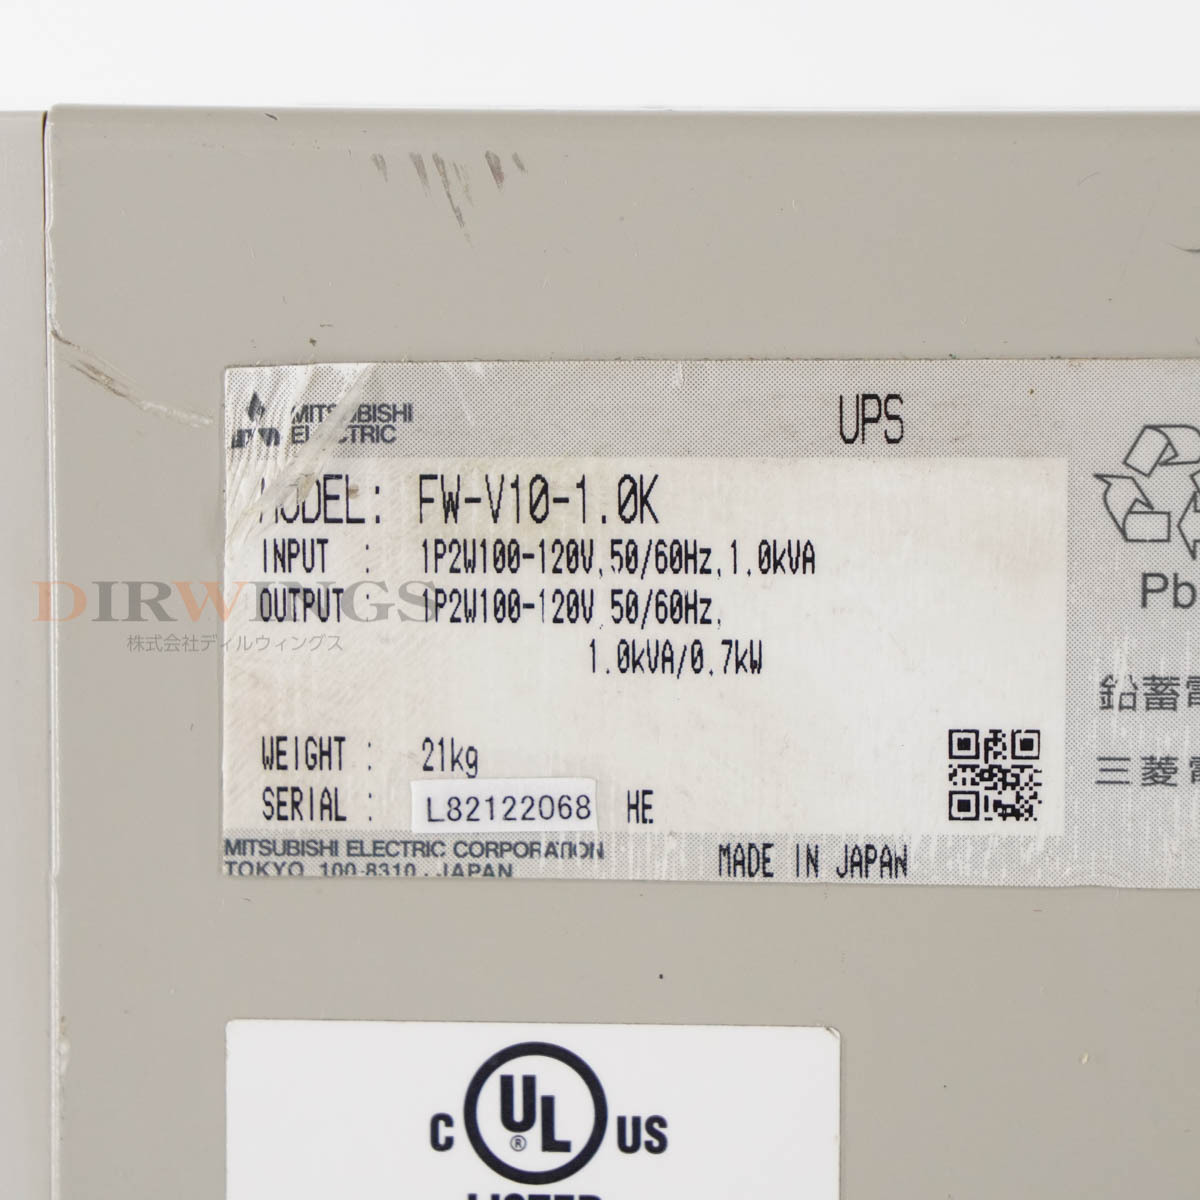 MITSUBISHI
ELECTRIC
UPS
MODEL: FW-V10-1.0K
INPUT : 1P2W100-120V,50/60Hz,1.0kVA
OUTPUT: 1P2W100-120V 50/60Hz,
1.0kVA/0.7kW
WEIGHT : 21kg
SERIAL : L82122068 HE
MITSUBISHI ELECTRIC CORPORATION
TOKYO 100-8310, JAPAN
MADE IN JAPAN
Pb
鉛蓄電
三菱電
DIRWINGS
株式会社ディルウィングス
C UL ® US
LISTED